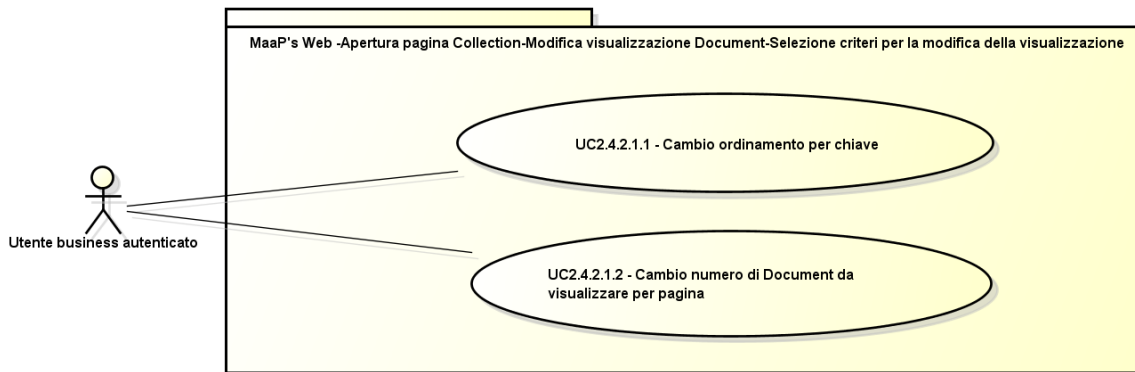 MaaP's Web -Apertura pagina Collection-Modifica visualizzazione Document-Selezione criteri per la modifica della visualizzazione
UC2.4.2.1.1 - Cambio ordinamento per chiave
Utente business autenticato
UC2.4.2.1.2 - Cambio numero di Document da
visualizzare per pagina